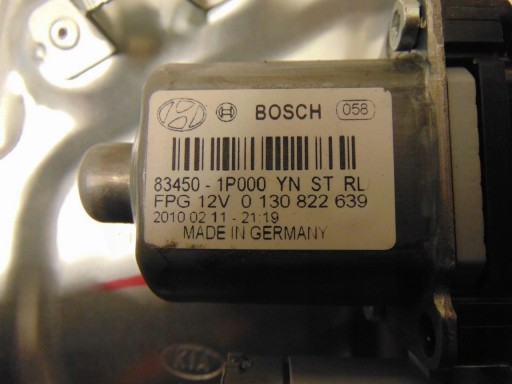 BOSCH 058
83450 - 1P000 YN ST RL
FPG 12V 0 130 822 639
2010 02 11 - 21:19
MADE IN GERMANY
KIA